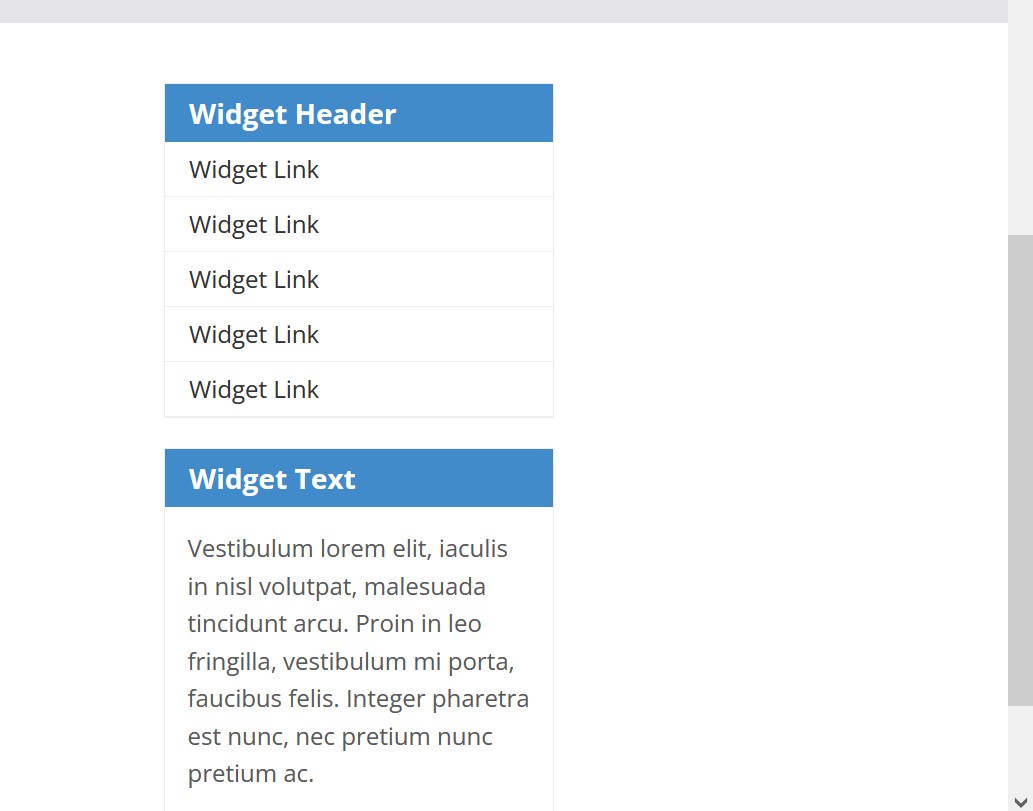 Widget Header
Widget Link
Widget Link
Widget Link
Widget Link
Widget Link
Widget Text
Vestibulum lorem elit, iaculis
in nisl volutpat, malesuada
tincidunt arcu. Proin in leo
fringilla, vestibulum mi porta,
faucibus felis. Integer pharetra
est nunc, nec pretium nunc
pretium ac.